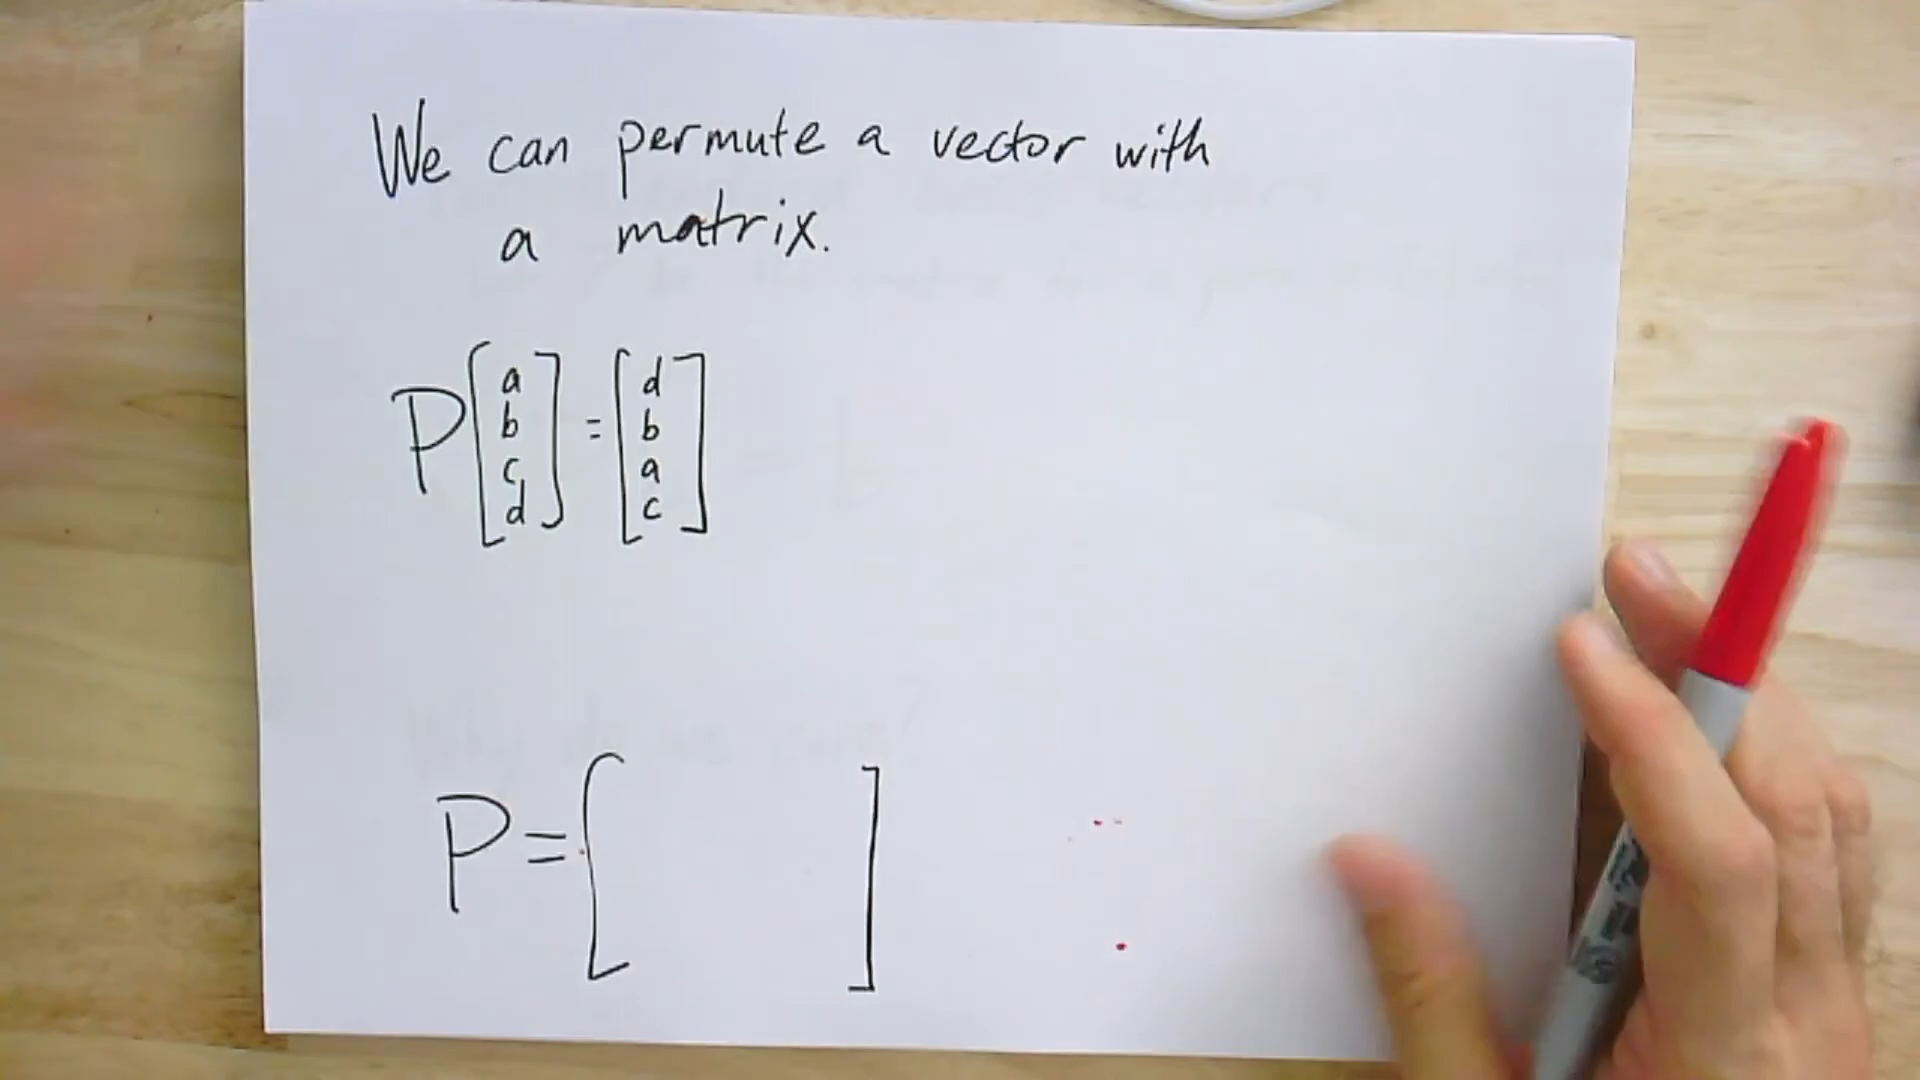 We can permute a vector with
a matrix.
P[a b c d] = [d b a c]
P = [ ]